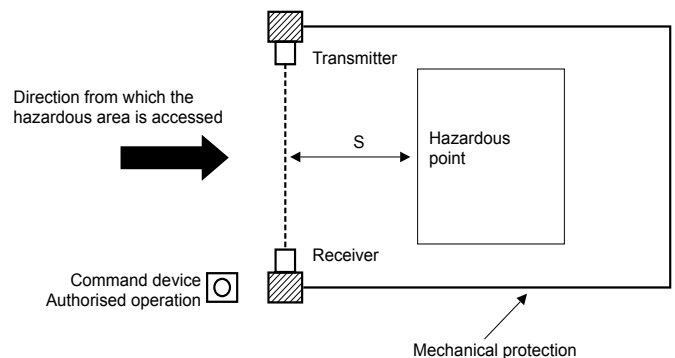 Transmitter
Direction from which the
hazardous area is accessed
S
Hazardous
point
Receiver
Command device
Authorised operation
Mechanical protection